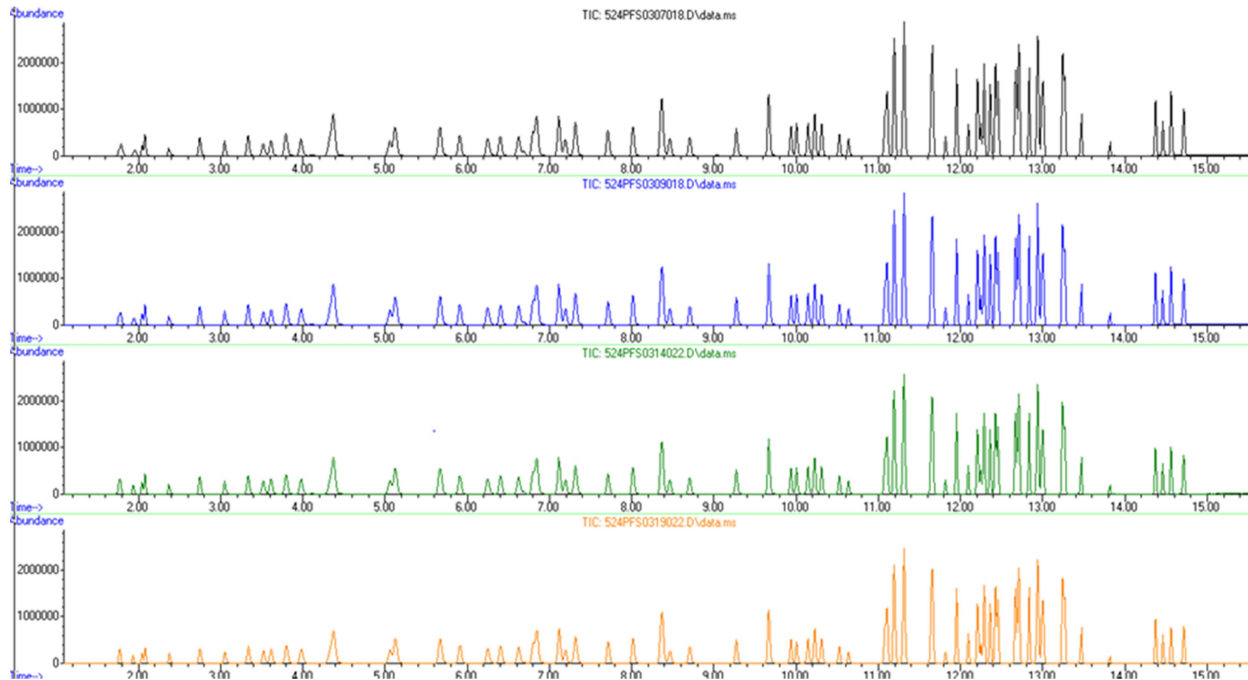 Abundance
TIC: 524PFS0307018.D\data.ms
2000000
1000000
0
Time--> 2.00 3.00 4.00 5.00 6.00 7.00 8.00 9.00 10.00 11.00 12.00 13.00 14.00 15.00
Abundance
TIC: 524PFS0309018.D\data.ms
2000000
1000000
0
Time--> 2.00 3.00 4.00 5.00 6.00 7.00 8.00 9.00 10.00 11.00 12.00 13.00 14.00 15.00
Abundance
TIC: 524PFS0314022.D\data.ms
2000000
1000000
0
Time--> 2.00 3.00 4.00 5.00 6.00 7.00 8.00 9.00 10.00 11.00 12.00 13.00 14.00 15.00
Abundance
TIC: 524PFS0319022.D\data.ms
2000000
1000000
0
Time--> 2.00 3.00 4.00 5.00 6.00 7.00 8.00 9.00 10.00 11.00 12.00 13.00 14.00 15.00